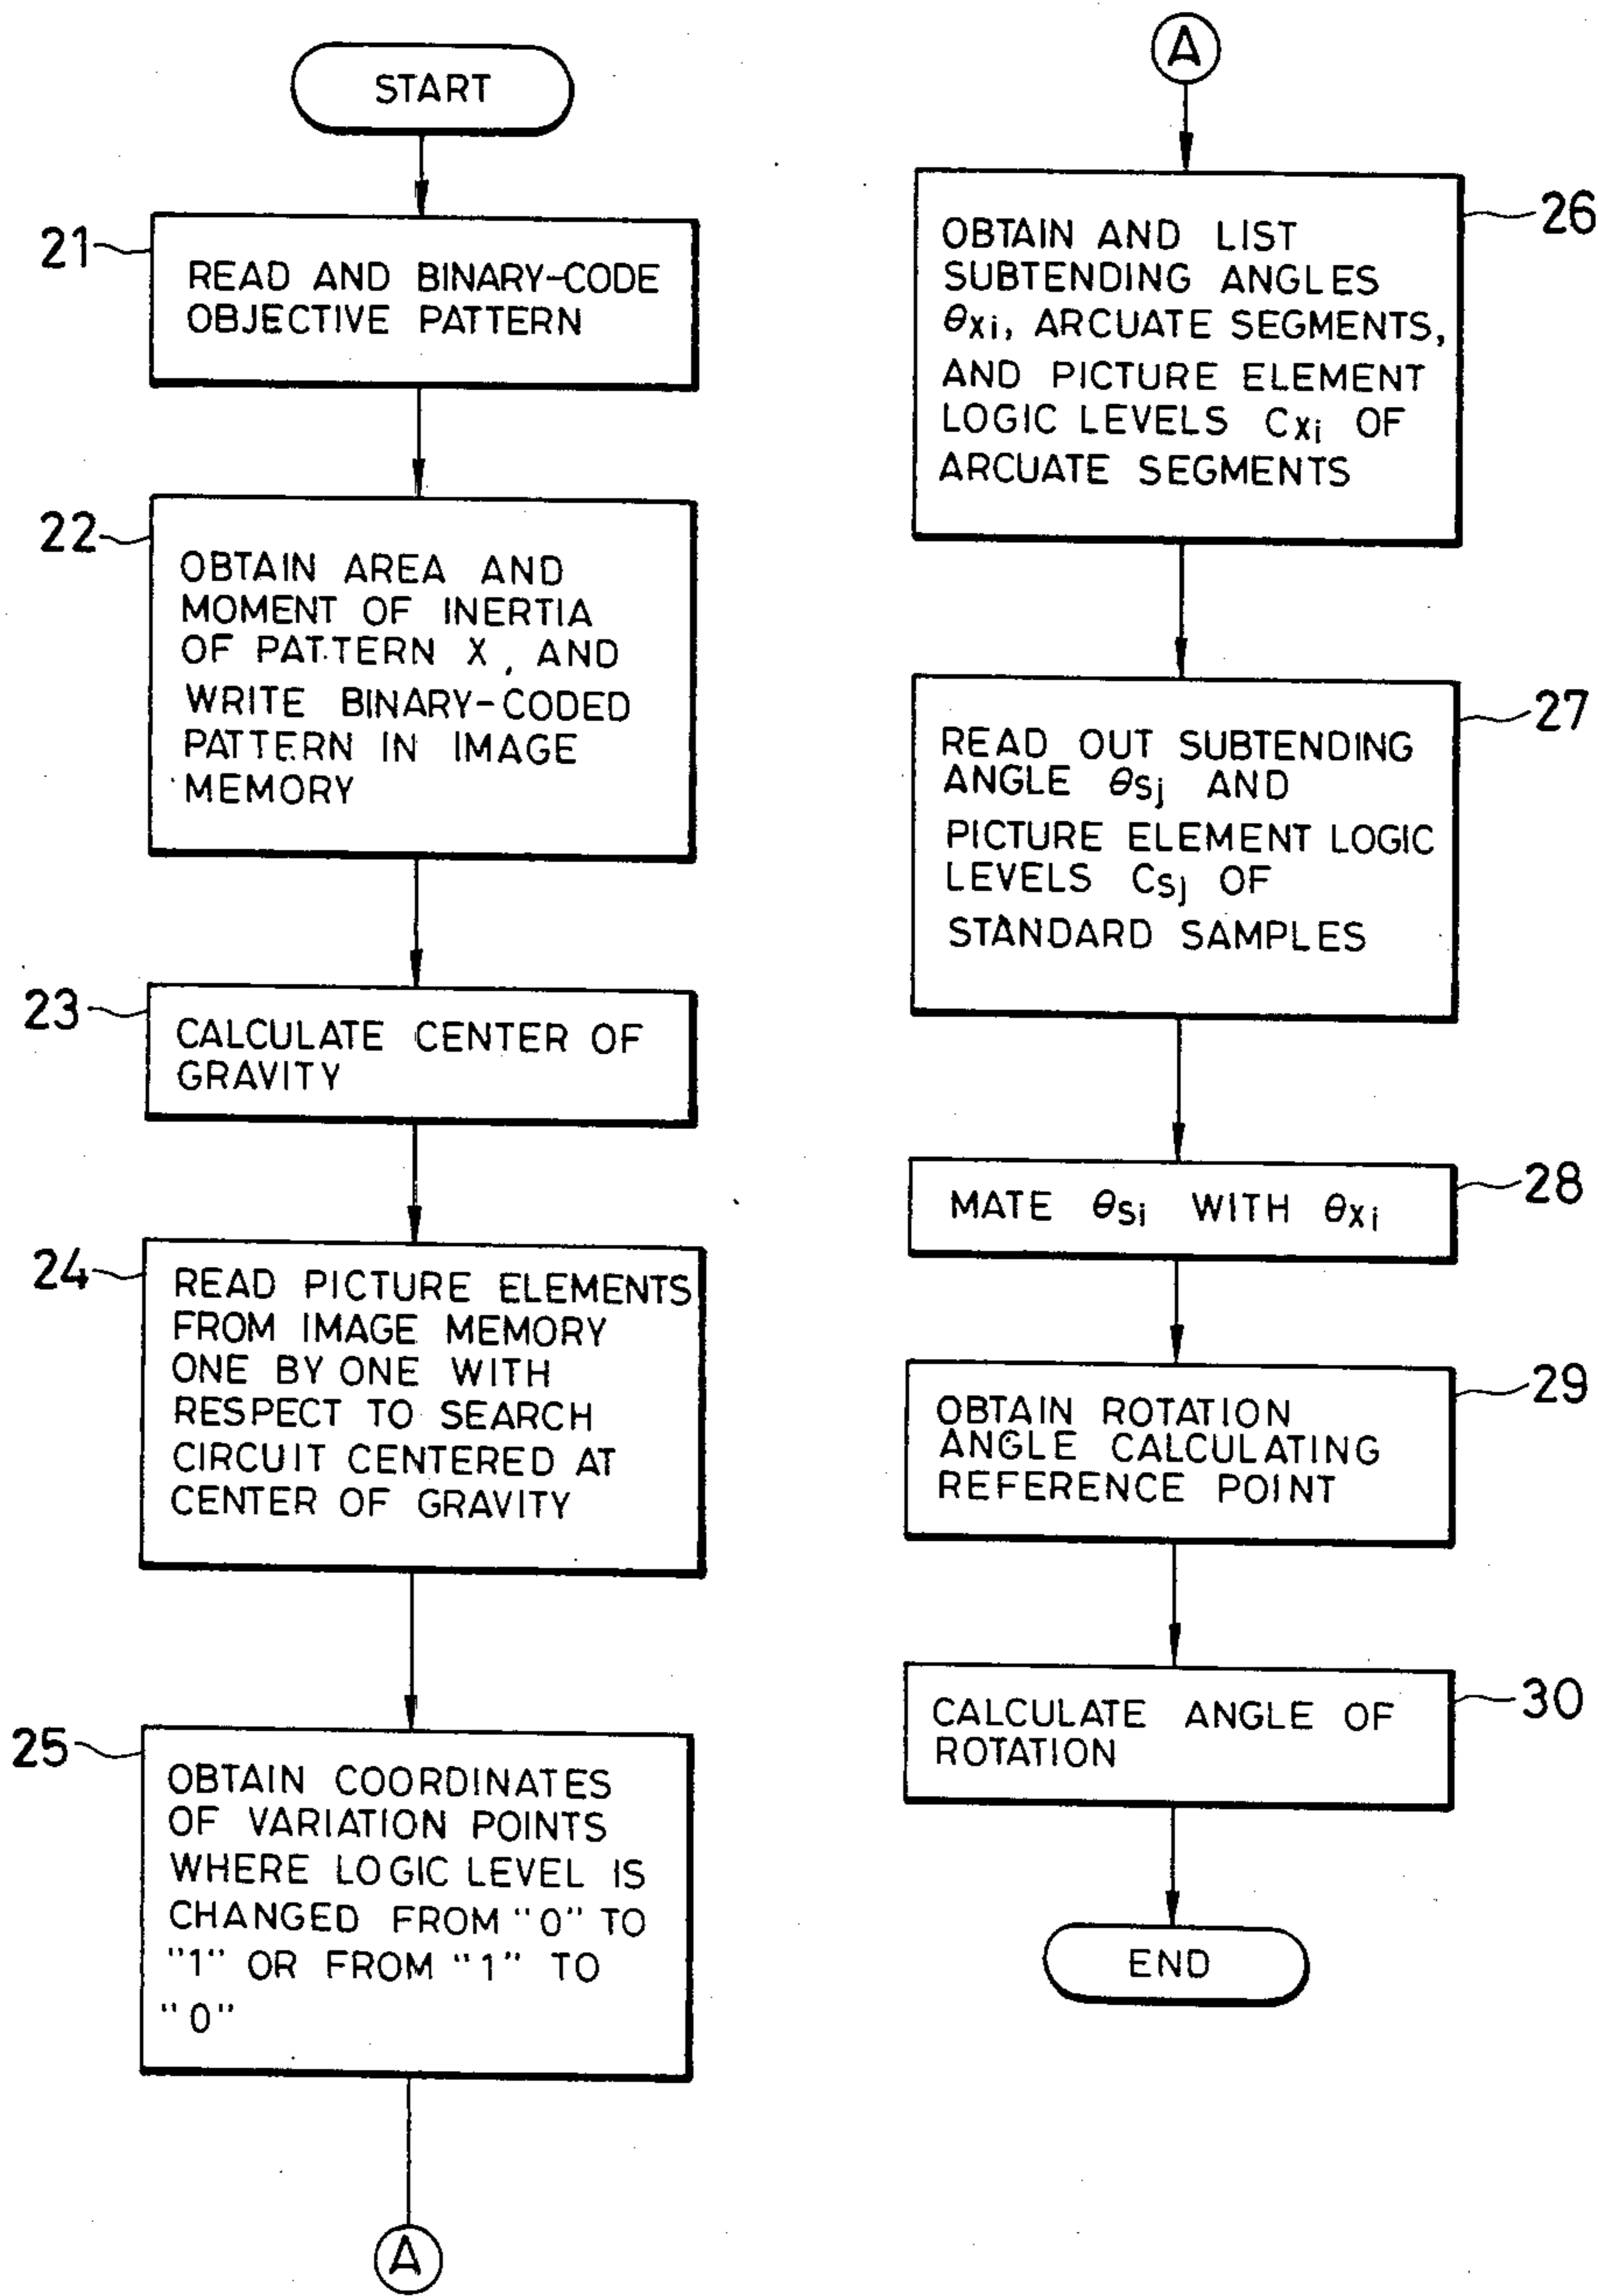 START
21
READ AND BINARY-CODE
OBJECTIVE PATTERN
22
OBTAIN AREA AND
MOMENT OF INERTIA
OF PATTERN X, AND
WRITE BINARY-CODED
PATTERN IN IMAGE
MEMORY
23
CALCULATE CENTER OF
GRAVITY
24
READ PICTURE ELEMENTS
FROM IMAGE MEMORY
ONE BY ONE WITH
RESPECT TO SEARCH
CIRCUIT CENTERED AT
CENTER OF GRAVITY
25
OBTAIN COORDINATES
OF VARIATION POINTS
WHERE LOGIC LEVEL IS
CHANGED FROM "0" TO
"1" OR FROM "1" TO
"0"
A
A
26
OBTAIN AND LIST
SUBTENDING ANGLES
θxi, ARCUATE SEGMENTS,
AND PICTURE ELEMENT
LOGIC LEVELS Cxi OF
ARCUATE SEGMENTS
27
READ OUT SUBTENDING
ANGLE θsj AND
PICTURE ELEMENT LOGIC
LEVELS Csj OF
STANDARD SAMPLES
28
MATE θsi WITH θxi
29
OBTAIN ROTATION
ANGLE CALCULATING
REFERENCE POINT
30
CALCULATE ANGLE OF
ROTATION
END